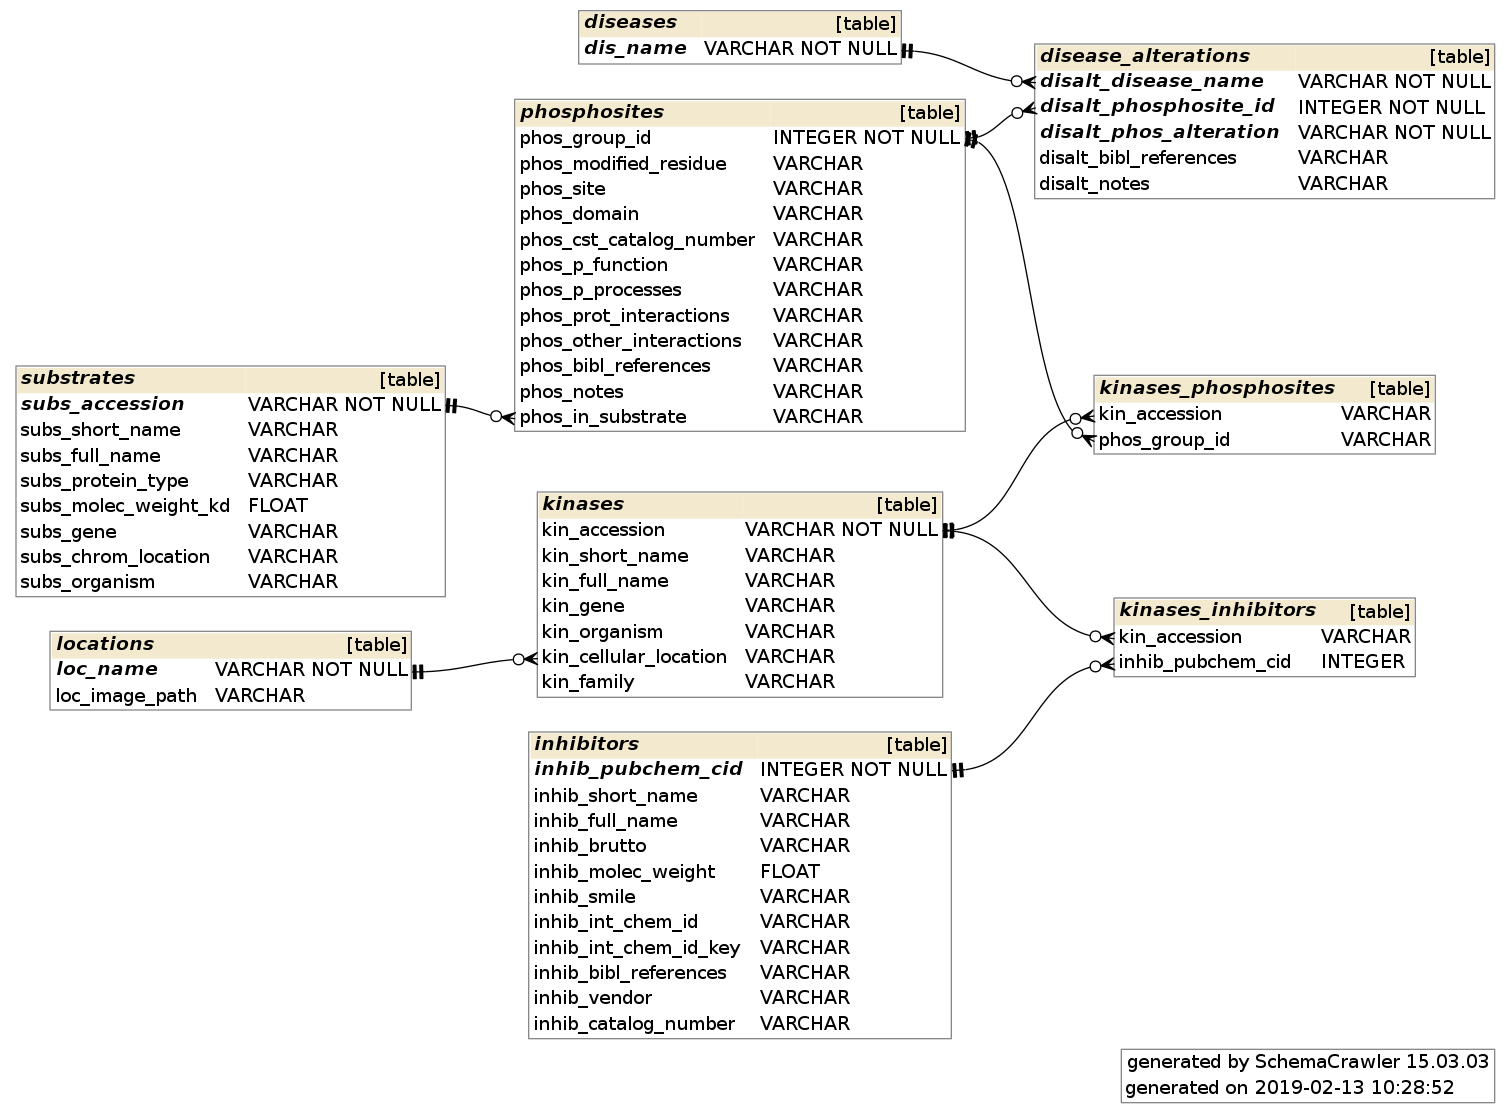 diseases [table]
dis_name VARCHAR NOT NULL
disease_alterations [table]
disalt_disease_name VARCHAR NOT NULL
disalt_phosphosite_id INTEGER NOT NULL
disalt_phos_alteration VARCHAR NOT NULL
disalt_bibl_references VARCHAR
disalt_notes VARCHAR
phosphosites [table]
phos_group_id INTEGER NOT NULL
phos_modified_residue VARCHAR
phos_site VARCHAR
phos_domain VARCHAR
phos_cst_catalog_number VARCHAR
phos_p_function VARCHAR
phos_p_processes VARCHAR
phos_prot_interactions VARCHAR
phos_other_interactions VARCHAR
phos_bibl_references VARCHAR
phos_notes VARCHAR
phos_in_substrate VARCHAR
substrates [table]
subs_accession VARCHAR NOT NULL
subs_short_name VARCHAR
subs_full_name VARCHAR
subs_protein_type VARCHAR
subs_molec_weight_kd FLOAT
subs_gene VARCHAR
subs_chrom_location VARCHAR
subs_organism VARCHAR
kinases_phosphosites [table]
kin_accession VARCHAR
phos_group_id VARCHAR
kinases [table]
kin_accession VARCHAR NOT NULL
kin_short_name VARCHAR
kin_full_name VARCHAR
kin_gene VARCHAR
kin_organism VARCHAR
kin_cellular_location VARCHAR
kin_family VARCHAR
locations [table]
loc_name VARCHAR NOT NULL
loc_image_path VARCHAR
kinases_inhibitors [table]
kin_accession VARCHAR
inhib_pubchem_cid INTEGER
inhibitors [table]
inhib_pubchem_cid INTEGER NOT NULL
inhib_short_name VARCHAR
inhib_full_name VARCHAR
inhib_brutto VARCHAR
inhib_molec_weight FLOAT
inhib_smile VARCHAR
inhib_int_chem_id VARCHAR
inhib_int_chem_id_key VARCHAR
inhib_bibl_references VARCHAR
inhib_vendor VARCHAR
inhib_catalog_number VARCHAR
generated by SchemaCrawler 15.03.03
generated on 2019-02-13 10:28:52